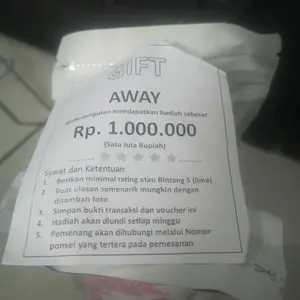 GIFT
AWAY
Berkesempatan mendapatkan hadiah sebesar
Rp. 1.000.000
(Satu Juta Rupiah)
Syarat dan Ketentuan:
1. Berikan minimal rating atau Bintang 5 (lima)
2. Buat ulasan semenarik mungkin dengan
ditambah foto
3. Simpan bukti transaksi dan voucher ini
4. Hadiah akan diundi setiap minggu
5. Pemenang akan dihubungi melalui Nomor
ponsel yang tertera pada pemesanan